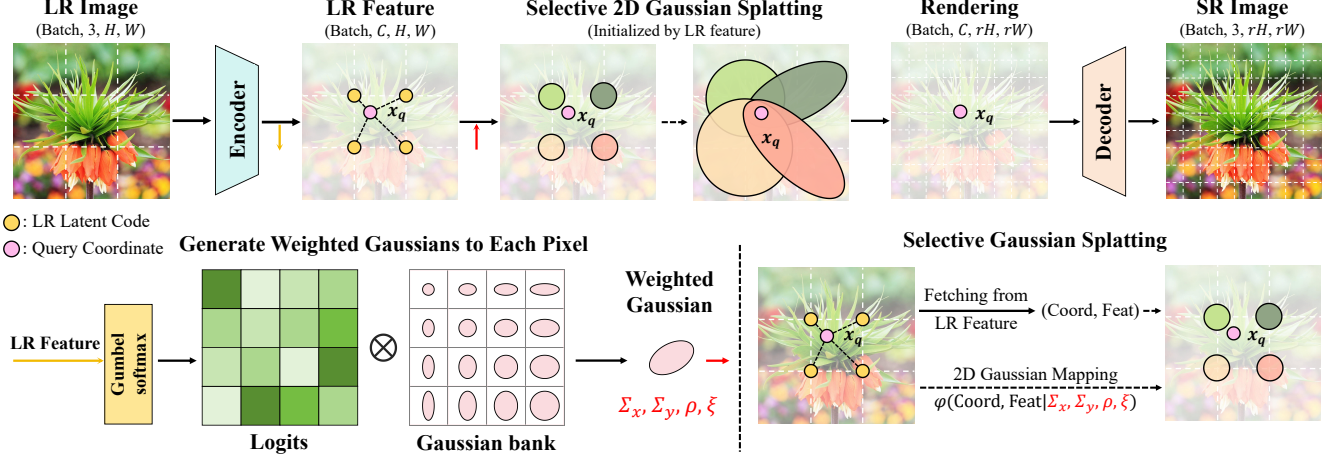 LR Image
(Batch, 3, H, W)
LR Feature
(Batch, C, H, W)
Selective 2D Gaussian Splatting
(Initialized by LR feature)
Rendering
(Batch, C, rH, rW)
SR Image
(Batch, 3, rH, rW)
Encoder
x_q
x_q
x_q
x_q
Decoder
: LR Latent Code
: Query Coordinate
Generate Weighted Gaussians to Each Pixel
LR Feature
Gumbel
softmax
Logits
Gaussian bank
Weighted
Gaussian
Σ_x, Σ_y, ρ, ξ
Selective Gaussian Splatting
x_q
Fetching from
LR Feature
(Coord, Feat)
2D Gaussian Mapping
φ(Coord, Feat|Σ_x, Σ_y, ρ, ξ)
x_q